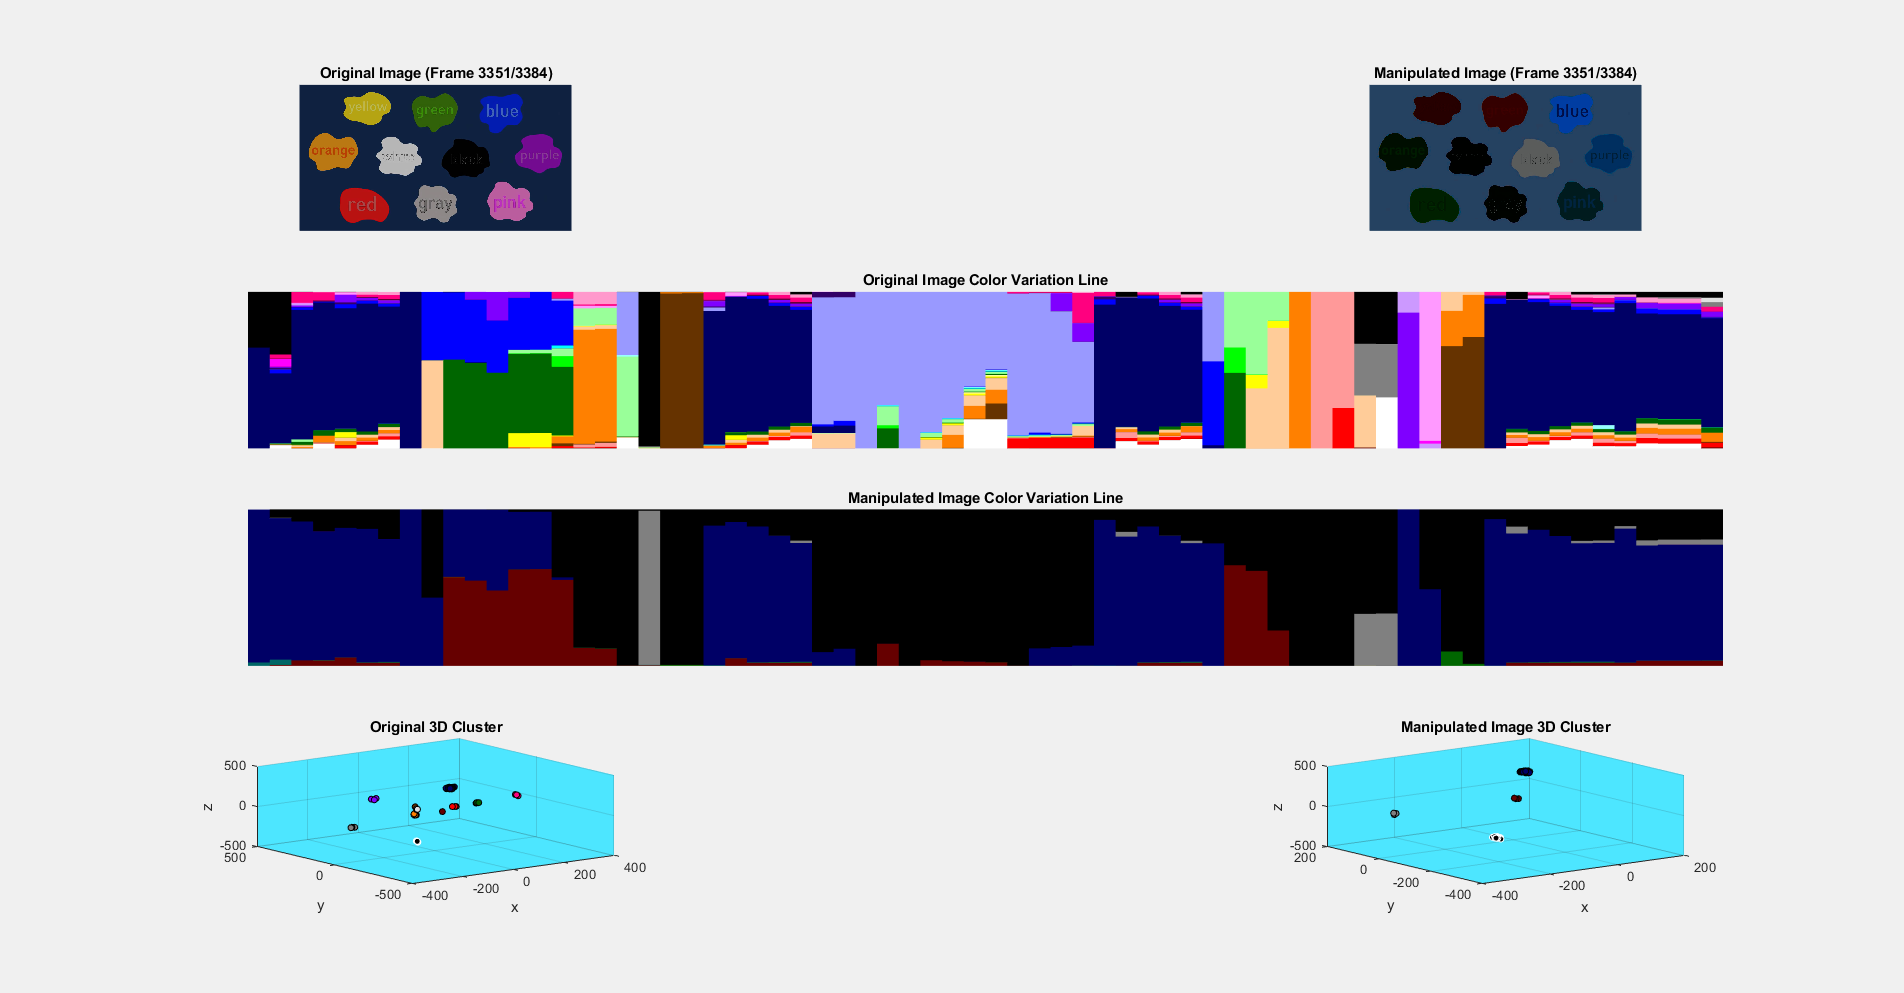 Original Image (Frame 3351/3384)
Manipulated Image (Frame 3351/3384)
yellow green blue
orange purple
red gray pink
blue
orange purple
pink
Original Image Color Variation Line
Manipulated Image Color Variation Line
Original 3D Cluster
500
0
-500
z
500
0
-500
y
-400
-200
0
200
400
x
Manipulated Image 3D Cluster
500
0
-500
z
200
0
-200
-400
y
-400
-200
0
200
x